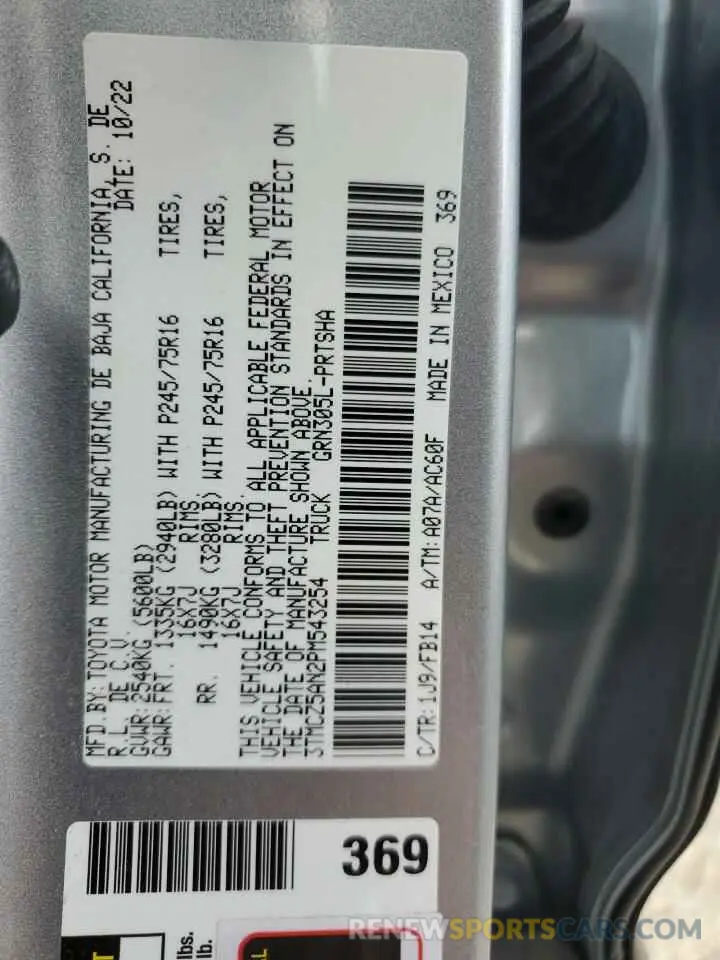 MFD.BY:TOYOTA MOTOR MANUFACTURING DE BAJA CALIFORNIA, S. DE
R.L. DE C.V. DATE: 10/22
GVWR:2540KG (5600LB)
GAWR:FRT. 1335KG (2940LB) WITH P245/75R16 TIRES,
16X7J RIMS
RR. 1490KG (3280LB) WITH P245/75R16 TIRES,
16X7J RIMS.
THIS VEHICLE CONFORMS TO ALL APPLICABLE FEDERAL MOTOR
VEHICLE SAFETY AND THEFT PREVENTION STANDARDS IN EFFECT ON
THE DATE OF MANUFACTURE SHOWN ABOVE.
3TMCZ5AN2PM543254 TRUCK GRN305L-PRTSHA
C/TR:1J9/FB14 A/TM:A07A/AC60F MADE IN MEXICO 369
369
lbs.
lb.
RENEWSPORTSCARS.COM